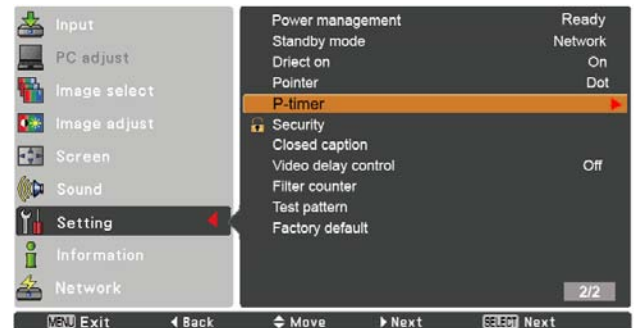 Input
PC adjust
Image select
Image adjust
Screen
Sound
Setting
Information
Network
Power management Ready
Standby mode Network
Driect on On
Pointer Dot
P-timer
Security
Closed caption
Video delay control Off
Filter counter
Test pattern
Factory default
2/2
MENU Exit Back Move Next SELECT Next